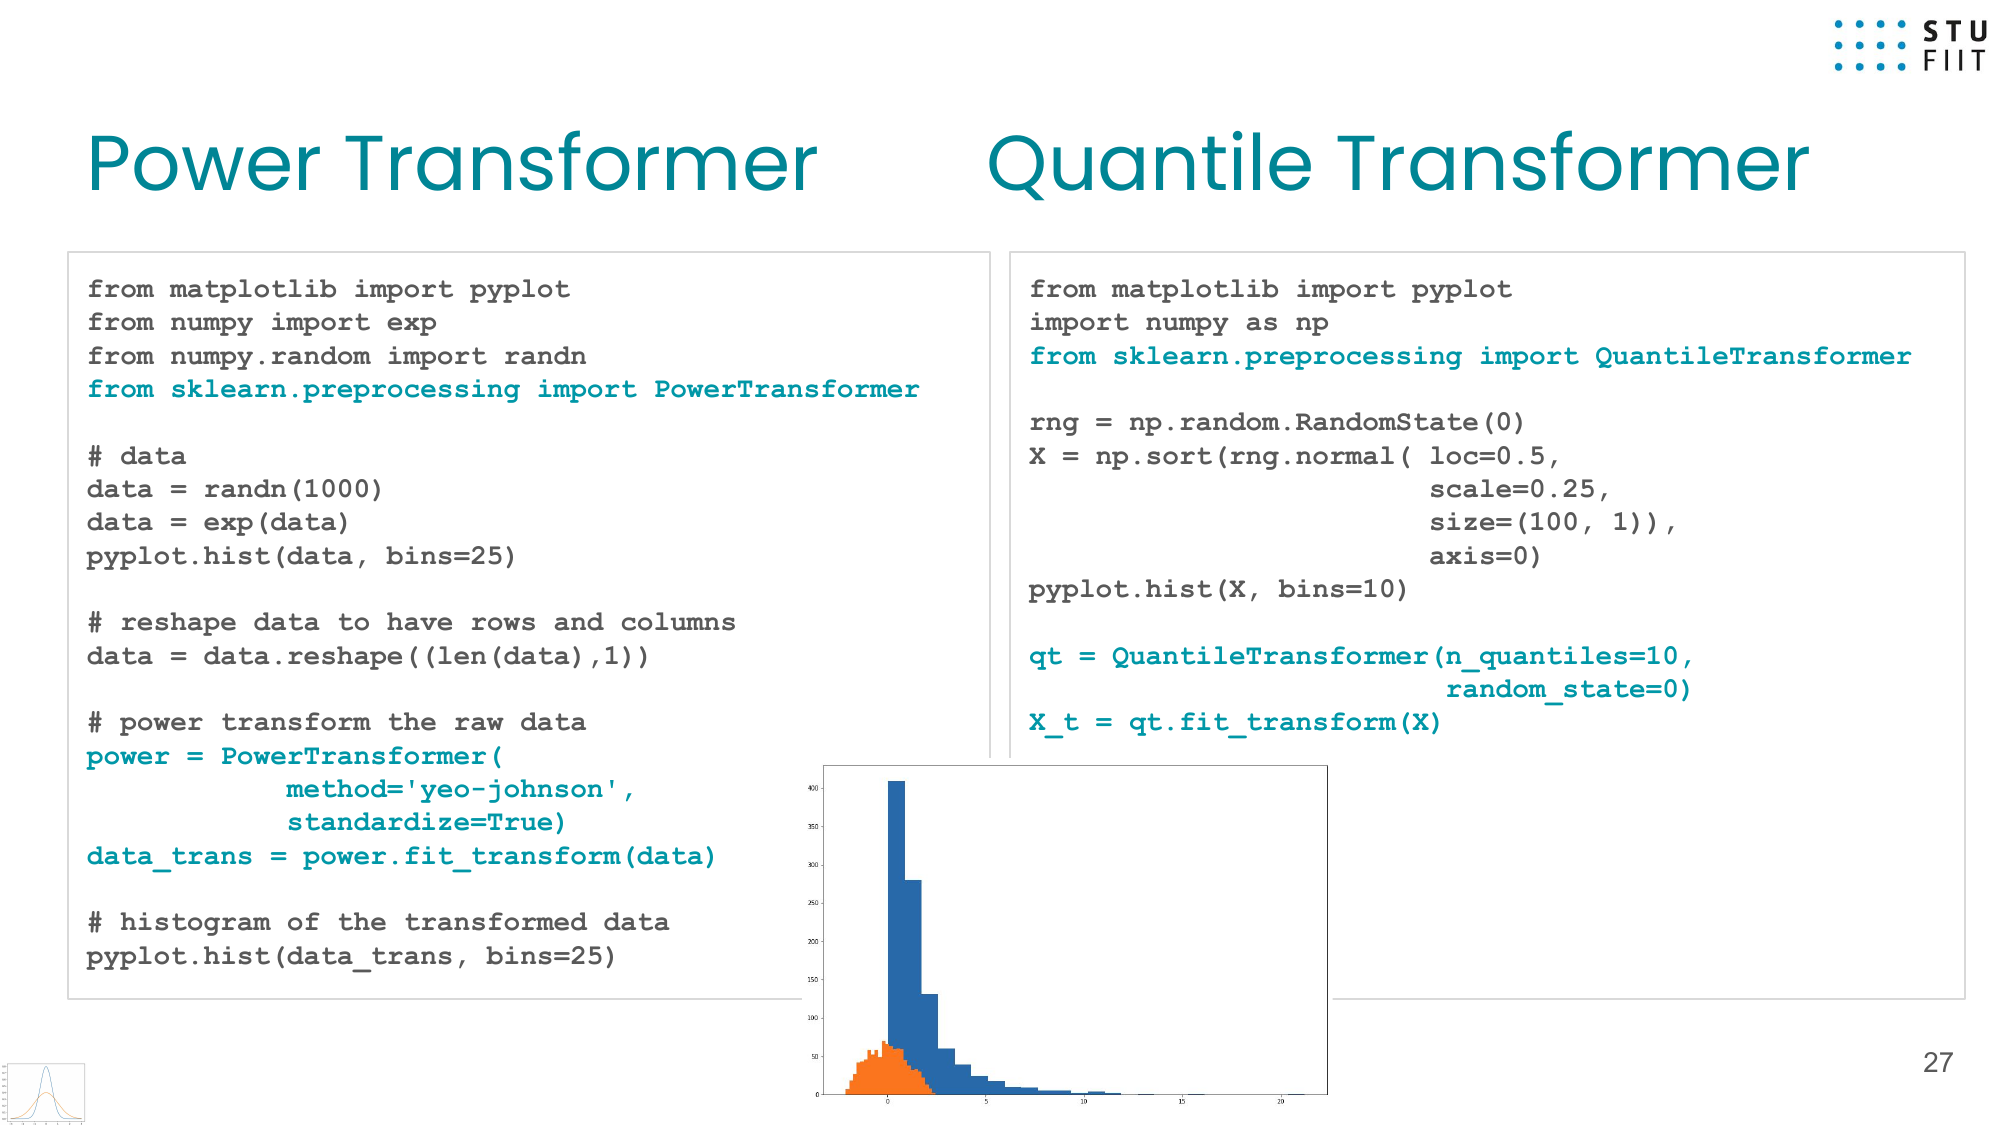 STU
FIIT
Power Transformer
Quantile Transformer
from matplotlib import pyplot
from numpy import exp
from numpy.random import randn
from sklearn.preprocessing import PowerTransformer
# data
data = randn(1000)
data = exp(data)
pyplot.hist(data, bins=25)
# reshape data to have rows and columns
data = data.reshape((len(data),1))
# power transform the raw data
power = PowerTransformer(
            method='yeo-johnson',
            standardize=True)
data_trans = power.fit_transform(data)
# histogram of the transformed data
pyplot.hist(data_trans, bins=25)
from matplotlib import pyplot
import numpy as np
from sklearn.preprocessing import QuantileTransformer
rng = np.random.RandomState(0)
X = np.sort(rng.normal( loc=0.5,
                        scale=0.25,
                        size=(100, 1)),
                        axis=0)
pyplot.hist(X, bins=10)
qt = QuantileTransformer(n_quantiles=10,
                         random_state=0)
X_t = qt.fit_transform(X)
400
350
300
250
200
150
100
50
0
0 5 10 15 20
27